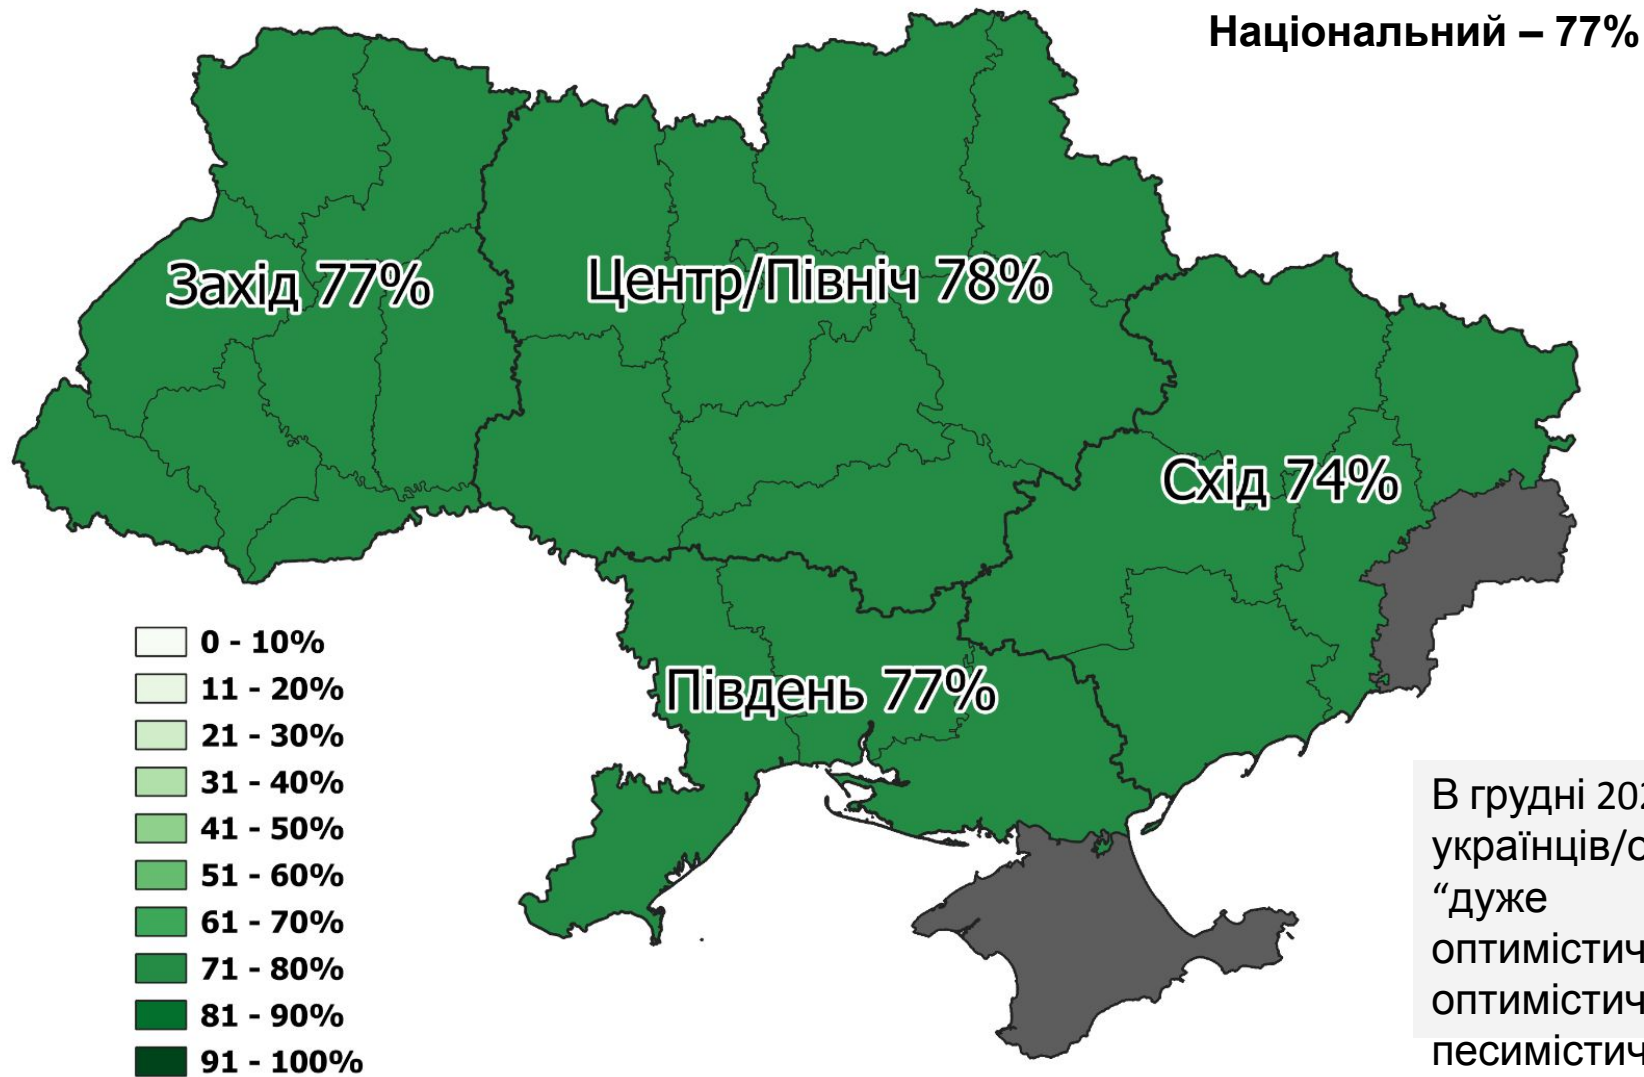 Національний – 77%
Захід 77%
Центр/Північ 78%
Схід 74%
Південь 77%
0 - 10%
11 - 20%
21 - 30%
31 - 40%
41 - 50%
51 - 60%
61 - 70%
71 - 80%
81 - 90%
91 - 100%
В грудні
“дуже